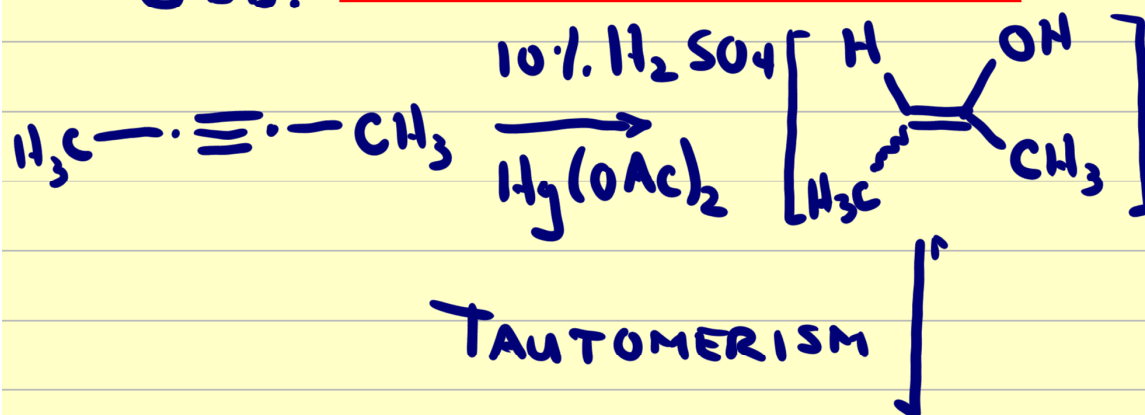 10% H₂SO₄
H OH
H₃C—·≡·—CH₃
Hg(OAc)₂
H₃C CH₃
TAUTOMERISM